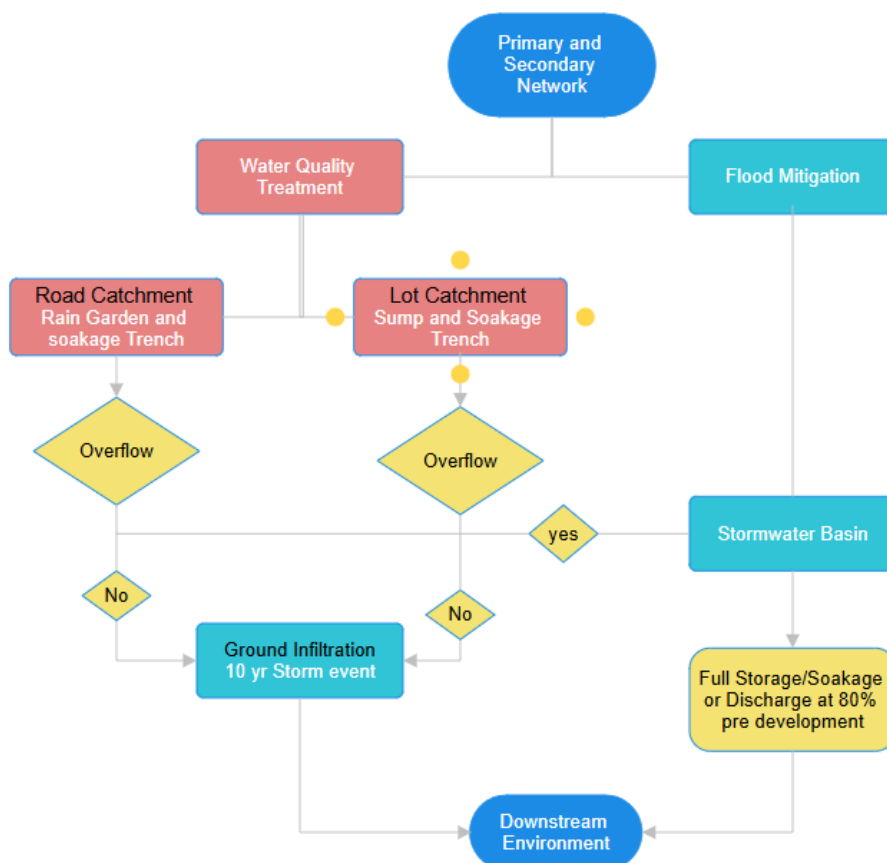 Primary and
Secondary
Network
Water Quality
Treatment
Flood Mitigation
Road Catchment
Rain Garden and
soakage Trench
Lot Catchment
Sump and Soakage
Trench
Overflow
Overflow
yes
Stormwater Basin
No
No
Ground Infiltration
10 yr Storm event
Full Storage/Soakage
or Discharge at 80%
pre development
Downstream
Environment